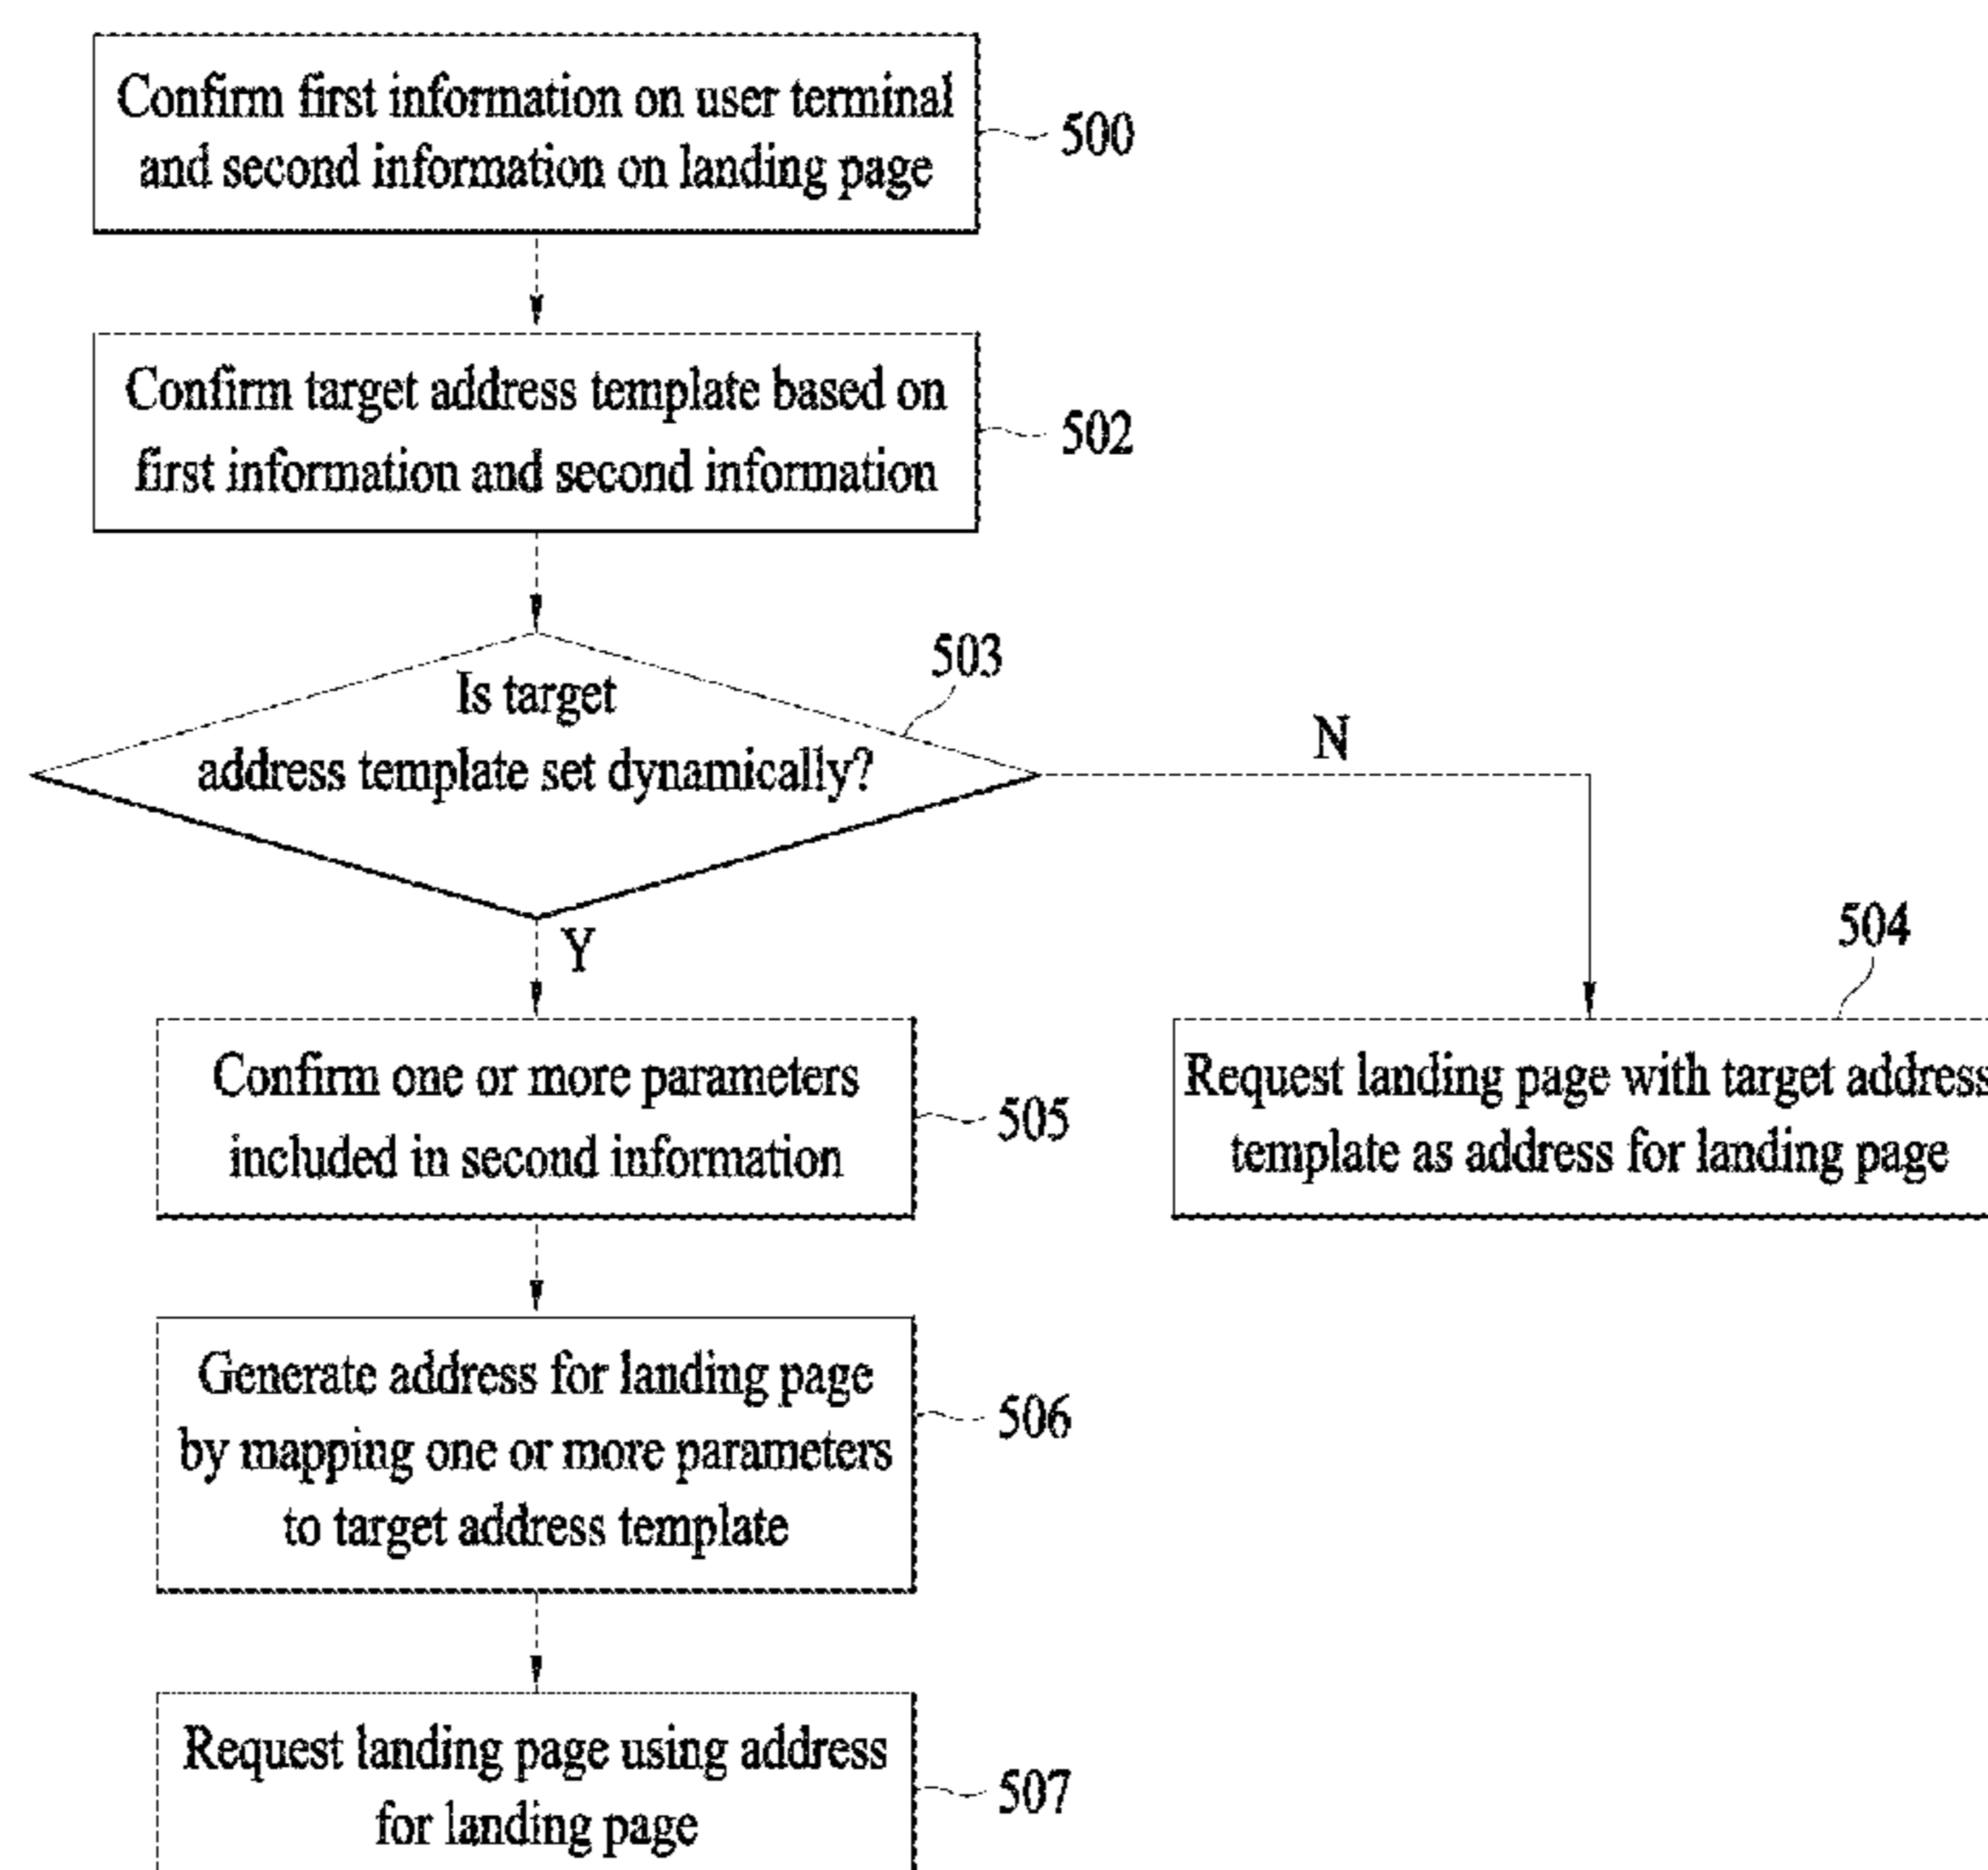 Confirm first information on user terminal
and second information on landing page
500
Confirm target address template based on
first information and second information
502
503
Is target
address template set dynamically?
N
Y
504
Confirm one or more parameters
included in second information
505
Request landing page with target address
template as address for landing page
Generate address for landing page
by mapping one or more parameters
to target address template
506
Request landing page using address
for landing page
507